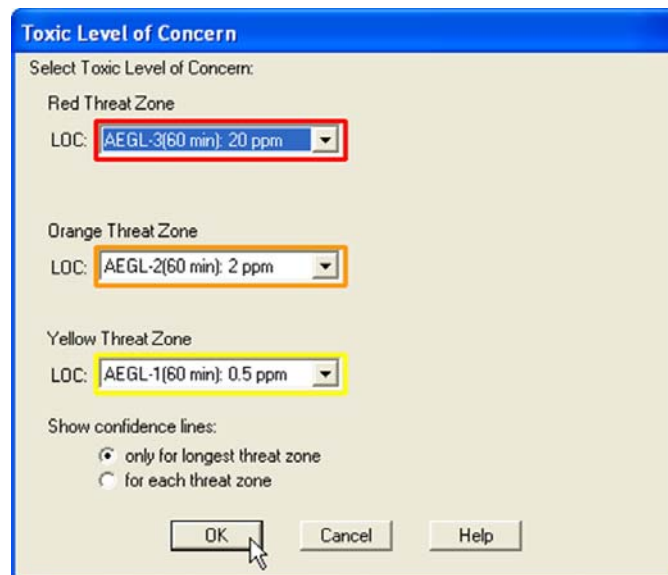 Toxic Level of Concern
Select Toxic Level of Concern:
Red Threat Zone
LOC: AEGL-3(60 min): 20 ppm
Orange Threat Zone
LOC: AEGL-2(60 min): 2 ppm
Yellow Threat Zone
LOC: AEGL-1(60 min): 0.5 ppm
Show confidence lines:
only for longest threat zone
for each threat zone
OK Cancel Help